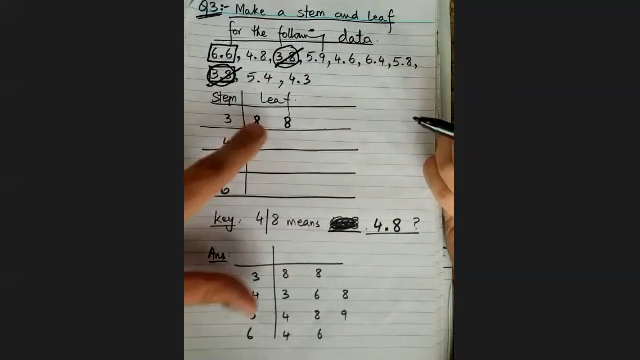 Q3:- Make a stem and leaf
for the following data
6.6, 4.8, 3.8, 5.9, 4.6, 6.4, 5.8,
3.8, 5.4, 4.3
Stem Leaf
3 8 8
6
Key: 4|8 means 4.8?
Ans:
3 8 8
4 3 6 8
5 4 8 9
6 4 6